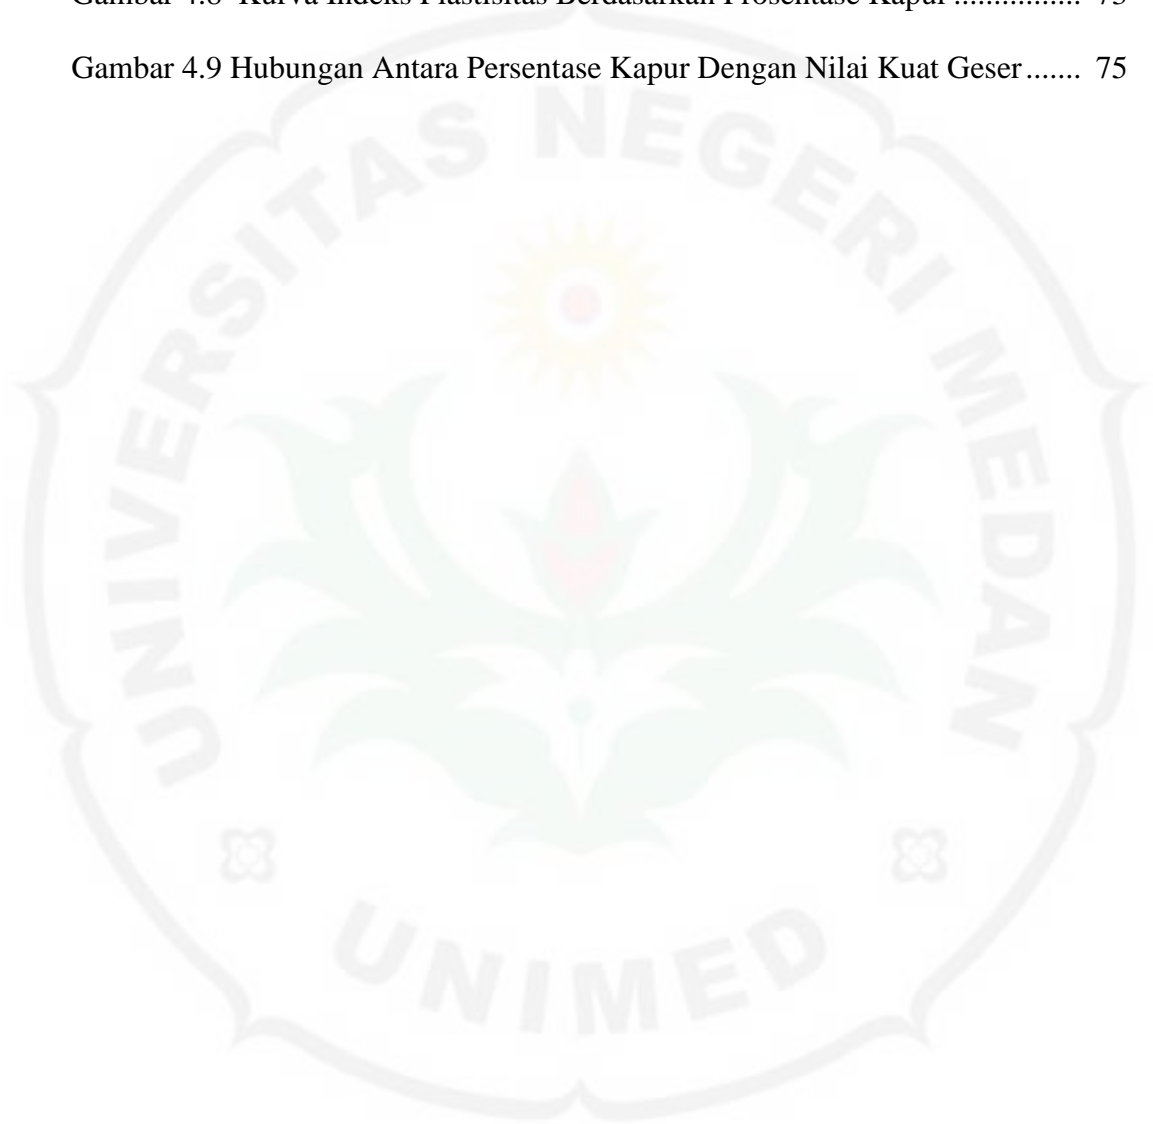 Gambar 4.8 Kurva Indeks Plastisitas Berdasarkan Prosentase Kapur ................ 73
Gambar 4.9 Hubungan Antara Persentase Kapur Dengan Nilai Kuat Geser ....... 75
UNIVERSITAS NEGERI MEDAN
UNIMED